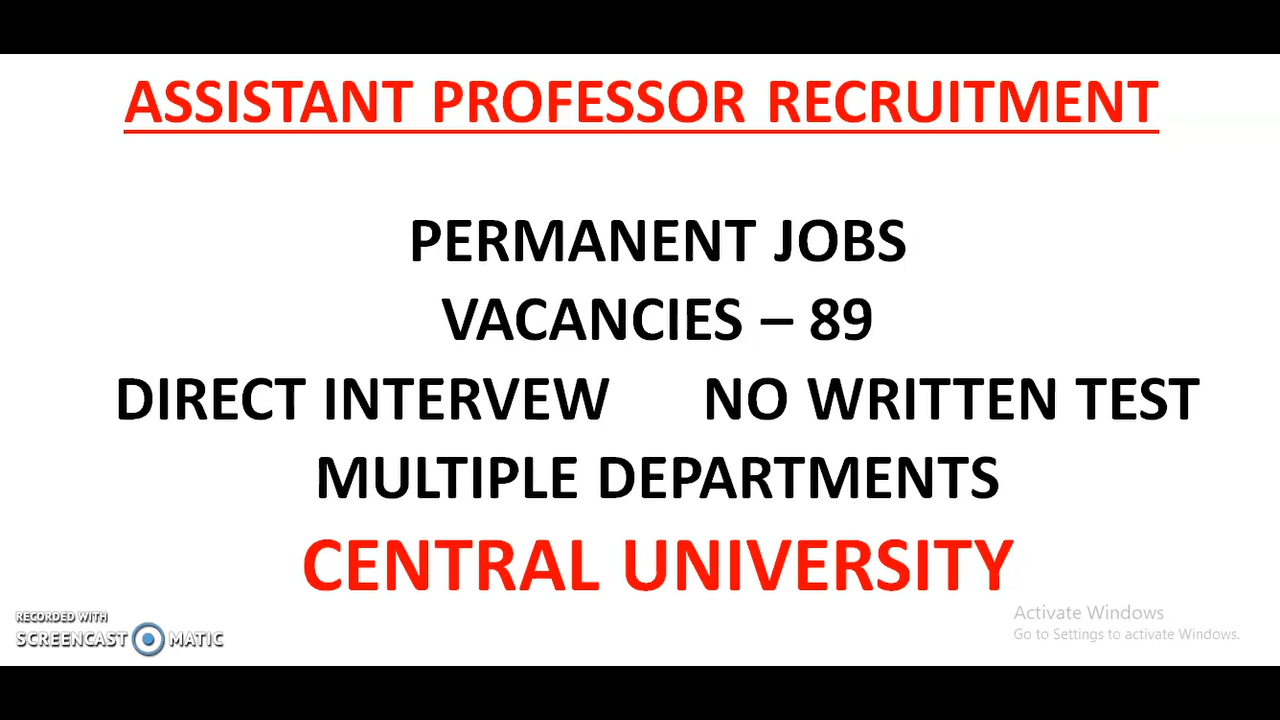 ASSISTANT PROFESSOR RECRUITMENT
PERMANENT JOBS
VACANCIES – 89
DIRECT INTERVEW NO WRITTEN TEST
MULTIPLE DEPARTMENTS
CENTRAL UNIVERSITY
RECORDED WITH
SCREENCAST MATIC
Activate Windows
Go to Settings to activate Windows.